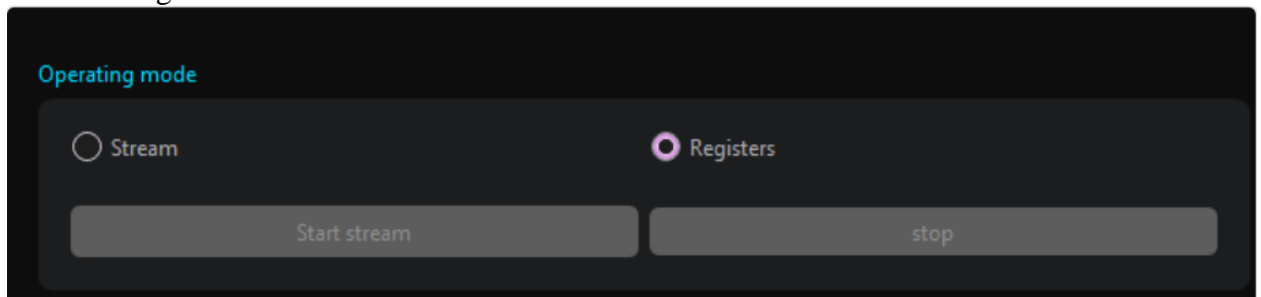 Operating mode
Stream
Registers
Start stream
stop